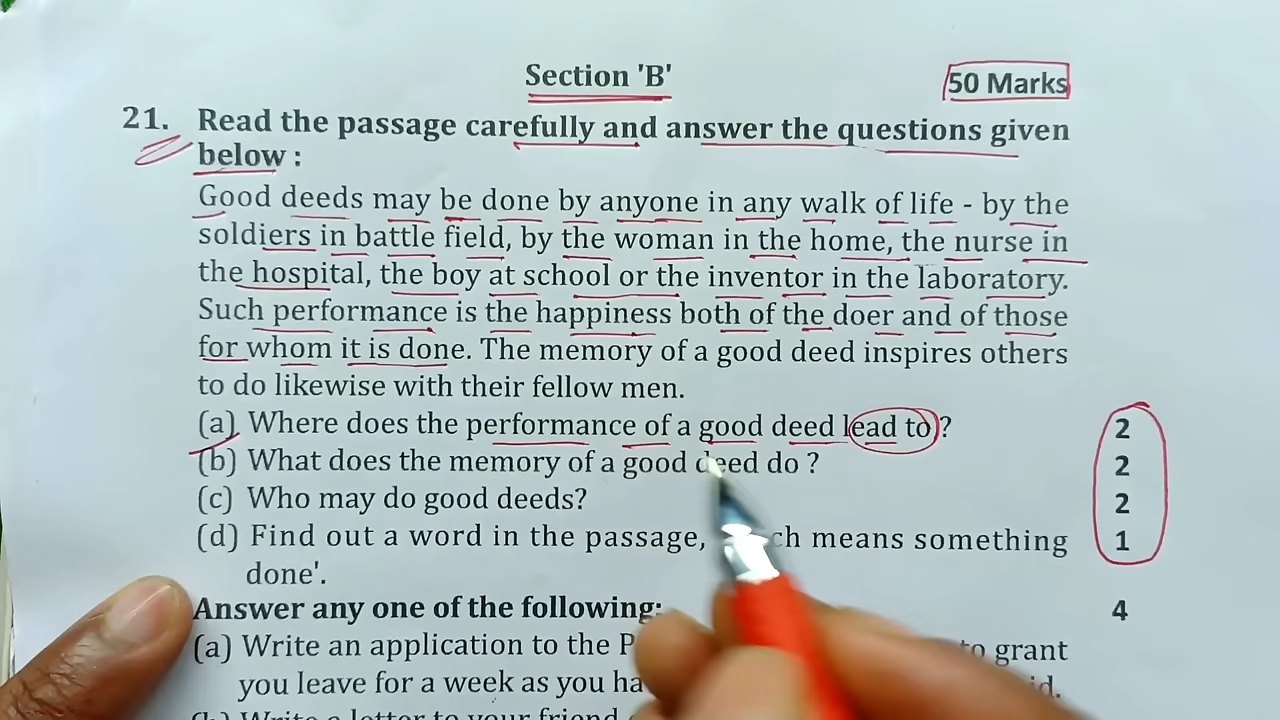 Section 'B'
50 Marks
21. Read the passage carefully and answer the questions given
below :
Good deeds may be done by anyone in any walk of life - by the
soldiers in battle field, by the woman in the home, the nurse in
the hospital, the boy at school or the inventor in the laboratory.
Such performance is the happiness both of the doer and of those
for whom it is done. The memory of a good deed inspires others
to do likewise with their fellow men.
(a) Where does the performance of a good deed lead to ? 2
(b) What does the memory of a good deed do ? 2
(c) Who may do good deeds? 2
(d) Find out a word in the passage, means something 1
done'.
Answer any one of the following: 4
(a) Write an application to the to grant
you leave for a week as you
Write a letter to your friend